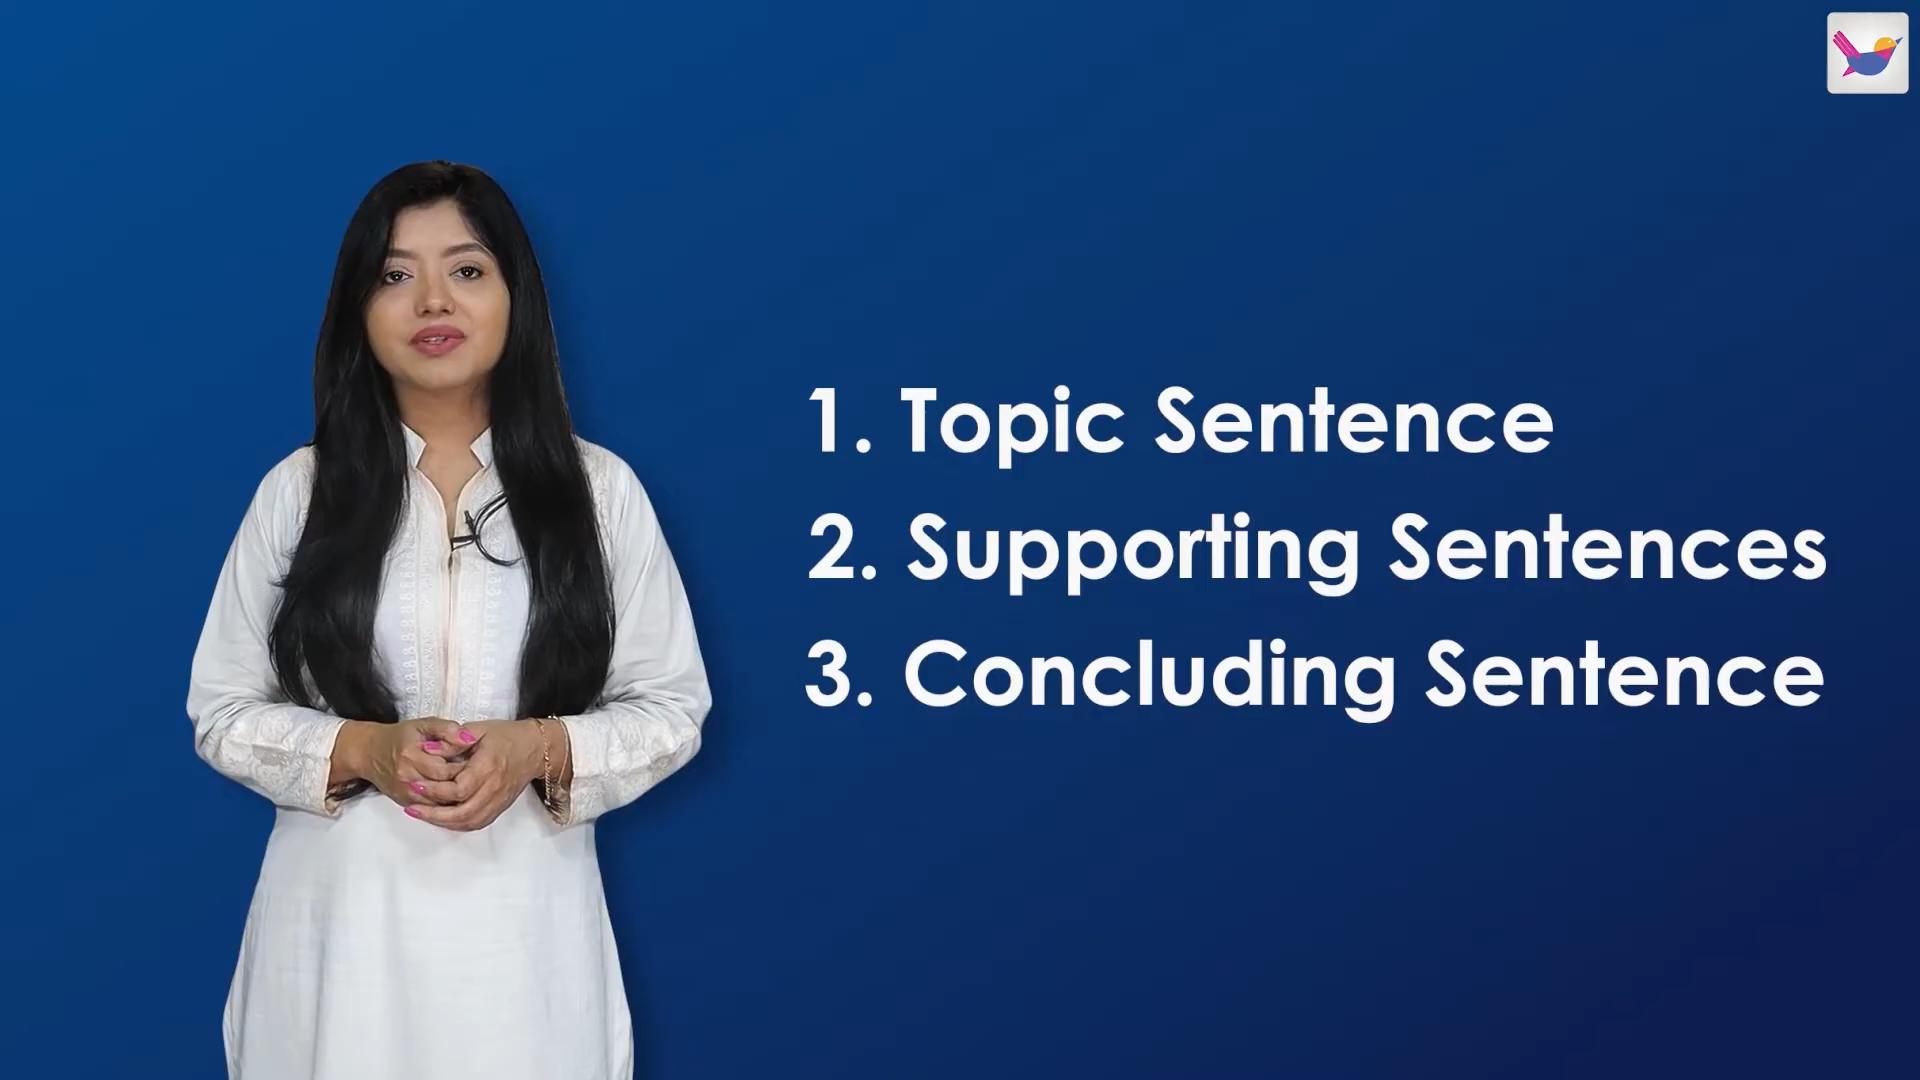 1. Topic Sentence
2. Supporting Sentences
3. Concluding Sentence